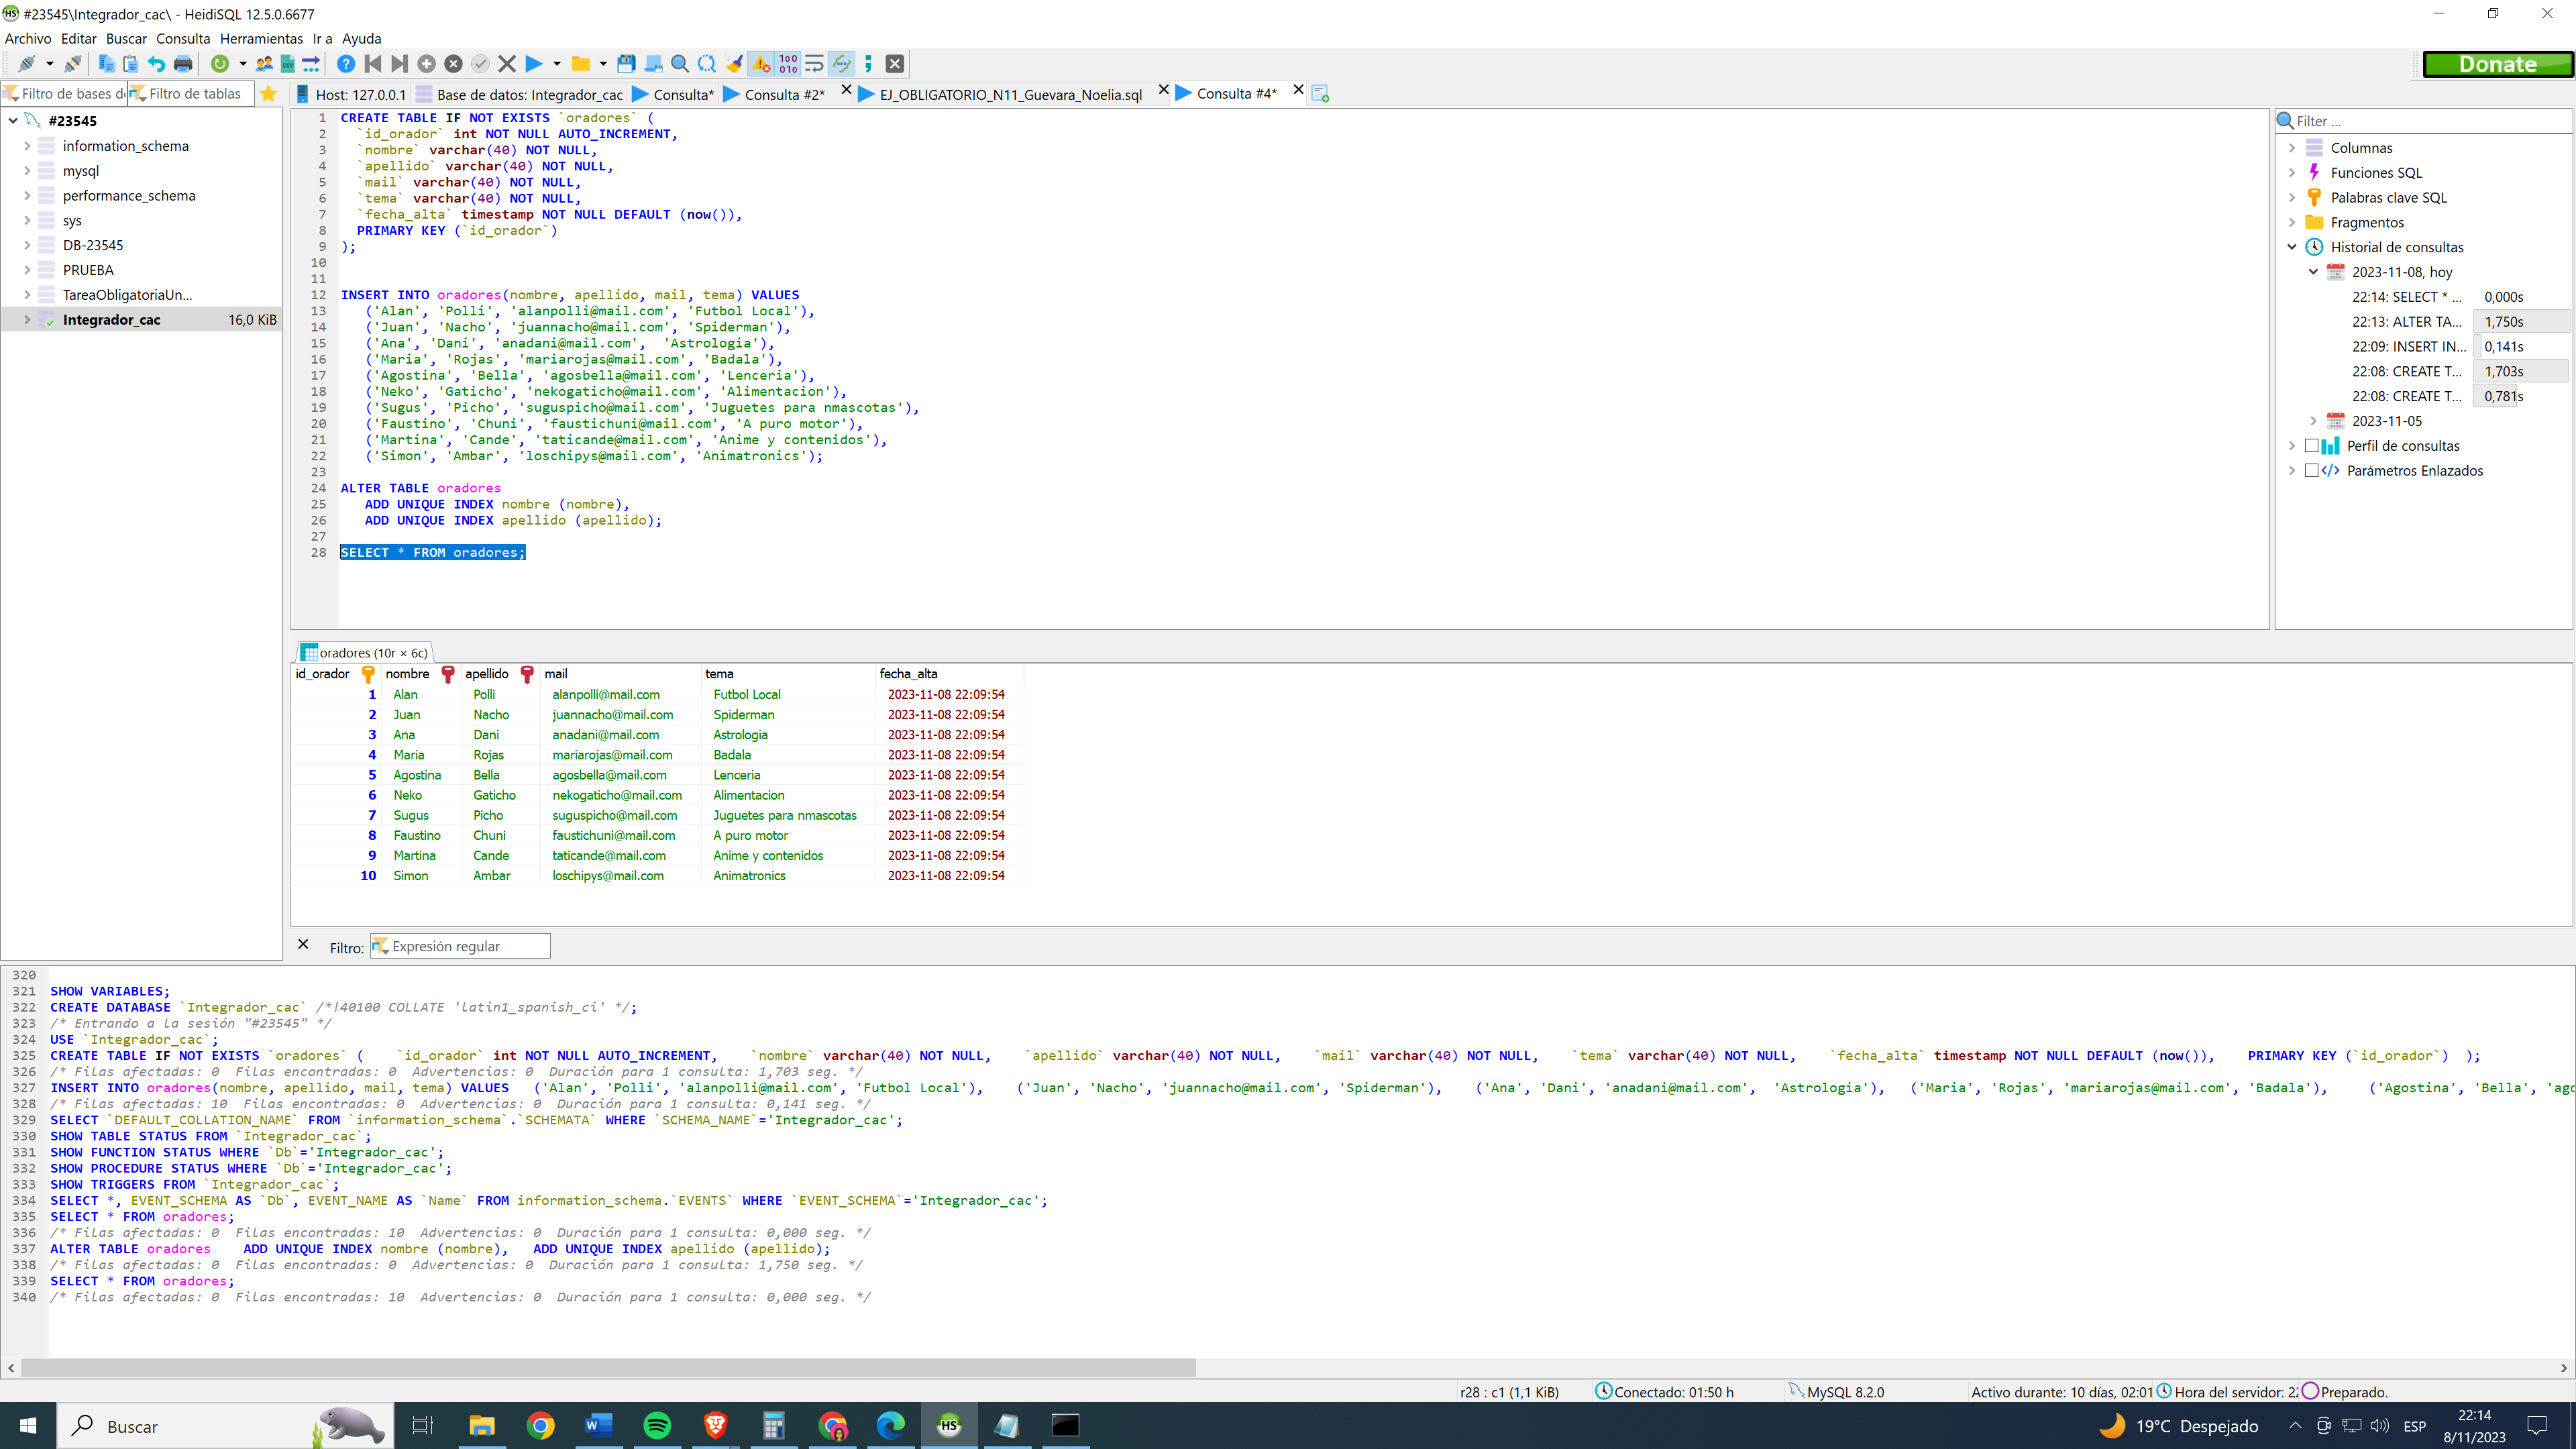 #23545\Integrador_cac\ - HeidiSQL 12.5.0.6677
Archivo Editar Buscar Consulta Herramientas Ir a Ayuda
Donate
Filtro de bases d
Filtro de tablas
Host: 127.0.0.1
Base de datos: Integrador_cac
Consulta*
Consulta #2*
EJ_OBLIGATORIO_N11_Guevara_Noelia.sql
Consulta #4*
#23545
information_schema
mysql
performance_schema
sys
DB-23545
PRUEBA
TareaObligatoriaUn...
Integrador_cac 16,0 KiB
1 CREATE TABLE IF NOT EXISTS `oradores` (
2 `id_orador` int NOT NULL AUTO_INCREMENT,
3 `nombre` varchar(40) NOT NULL,
4 `apellido` varchar(40) NOT NULL,
5 `mail` varchar(40) NOT NULL,
6 `tema` varchar(40) NOT NULL,
7 `fecha_alta` timestamp NOT NULL DEFAULT (now()),
8 PRIMARY KEY (`id_orador`)
9 );
10
11
12 INSERT INTO oradores(nombre, apellido, mail, tema) VALUES
13 ('Alan', 'Polli', 'alanpolli@mail.com', 'Futbol Local'),
14 ('Juan', 'Nacho', 'juannacho@mail.com', 'Spiderman'),
15 ('Ana', 'Dani', 'anadani@mail.com', 'Astrologia'),
16 ('Maria', 'Rojas', 'mariarojas@mail.com', 'Badala'),
17 ('Agostina', 'Bella', 'agosbella@mail.com', 'Lenceria'),
18 ('Neko', 'Gaticho', 'nekogaticho@mail.com', 'Alimentacion'),
19 ('Sugus', 'Picho', 'suguspicho@mail.com', 'Juguetes para nmascotas'),
20 ('Faustino', 'Chuni', 'faustichuni@mail.com', 'A puro motor'),
21 ('Martina', 'Cande', 'taticande@mail.com', 'Anime y contenidos'),
22 ('Simon', 'Ambar', 'loschipys@mail.com', 'Animatronics');
23
24 ALTER TABLE oradores
25 ADD UNIQUE INDEX nombre (nombre),
26 ADD UNIQUE INDEX apellido (apellido);
27
28 SELECT * FROM oradores;
Filter ...
Columnas
Funciones SQL
Palabras clave SQL
Fragmentos
Historial de consultas
2023-11-08, hoy
22:14: SELECT * ... 0,000s
22:13: ALTER TA... 1,750s
22:09: INSERT IN... 0,141s
22:08: CREATE T... 1,703s
22:08: CREATE T... 0,781s
2023-11-05
Perfil de consultas
Parámetros Enlazados
oradores (10r × 6c)
id_orador nombre apellido mail tema fecha_alta
1 Alan Polli alanpolli@mail.com Futbol Local 2023-11-08 22:09:54
2 Juan Nacho juannacho@mail.com Spiderman 2023-11-08 22:09:54
3 Ana Dani anadani@mail.com Astrologia 2023-11-08 22:09:54
4 Maria Rojas mariarojas@mail.com Badala 2023-11-08 22:09:54
5 Agostina Bella agosbella@mail.com Lenceria 2023-11-08 22:09:54
6 Neko Gaticho nekogaticho@mail.com Alimentacion 2023-11-08 22:09:54
7 Sugus Picho suguspicho@mail.com Juguetes para nmascotas 2023-11-08 22:09:54
8 Faustino Chuni faustichuni@mail.com A puro motor 2023-11-08 22:09:54
9 Martina Cande taticande@mail.com Anime y contenidos 2023-11-08 22:09:54
10 Simon Ambar loschipys@mail.com Animatronics 2023-11-08 22:09:54
Filtro: Expresión regular
320
321 SHOW VARIABLES;
322 CREATE DATABASE `Integrador_cac` /*!40100 COLLATE 'latin1_spanish_ci' */;
323 /* Entrando a la sesión "#23545" */
324 USE `Integrador_cac`;
325 CREATE TABLE IF NOT EXISTS `oradores` ( `id_orador` int NOT NULL AUTO_INCREMENT, `nombre` varchar(40) NOT NULL, `apellido` varchar(40) NOT NULL, `mail` varchar(40) NOT NULL, `tema` varchar(40) NOT NULL, `fecha_alta` timestamp NOT NULL DEFAULT (now()), PRIMARY KEY (`id_orador`) );
326 /* Filas afectadas: 0 Filas encontradas: 0 Advertencias: 0 Duración para 1 consulta: 1,703 seg. */
327 INSERT INTO oradores(nombre, apellido, mail, tema) VALUES ('Alan', 'Polli', 'alanpolli@mail.com', 'Futbol Local'), ('Juan', 'Nacho', 'juannacho@mail.com', 'Spiderman'), ('Ana', 'Dani', 'anadani@mail.com', 'Astrologia'), ('Maria', 'Rojas', 'mariarojas@mail.com', 'Badala'), ('Agostina', 'Bella', 'ago
328 /* Filas afectadas: 10 Filas encontradas: 0 Advertencias: 0 Duración para 1 consulta: 0,141 seg. */
329 SELECT `DEFAULT_COLLATION_NAME` FROM `information_schema`.`SCHEMATA` WHERE `SCHEMA_NAME`='Integrador_cac';
330 SHOW TABLE STATUS FROM `Integrador_cac`;
331 SHOW FUNCTION STATUS WHERE `Db`='Integrador_cac';
332 SHOW PROCEDURE STATUS WHERE `Db`='Integrador_cac';
333 SHOW TRIGGERS FROM `Integrador_cac`;
334 SELECT *, EVENT_SCHEMA AS `Db`, EVENT_NAME AS `Name` FROM information_schema.`EVENTS` WHERE `EVENT_SCHEMA`='Integrador_cac';
335 SELECT * FROM oradores;
336 /* Filas afectadas: 0 Filas encontradas: 10 Advertencias: 0 Duración para 1 consulta: 0,000 seg. */
337 ALTER TABLE oradores ADD UNIQUE INDEX nombre (nombre), ADD UNIQUE INDEX apellido (apellido);
338 /* Filas afectadas: 0 Filas encontradas: 0 Advertencias: 0 Duración para 1 consulta: 1,750 seg. */
339 SELECT * FROM oradores;
340 /* Filas afectadas: 0 Filas encontradas: 10 Advertencias: 0 Duración para 1 consulta: 0,000 seg. */
r28 : c1 (1,1 KiB) Conectado: 01:50 h MySQL 8.2.0 Activo durante: 10 días, 02:01 Hora del servidor: 22 Preparado.
Buscar
19°C Despejado
ESP
22:14
8/11/2023